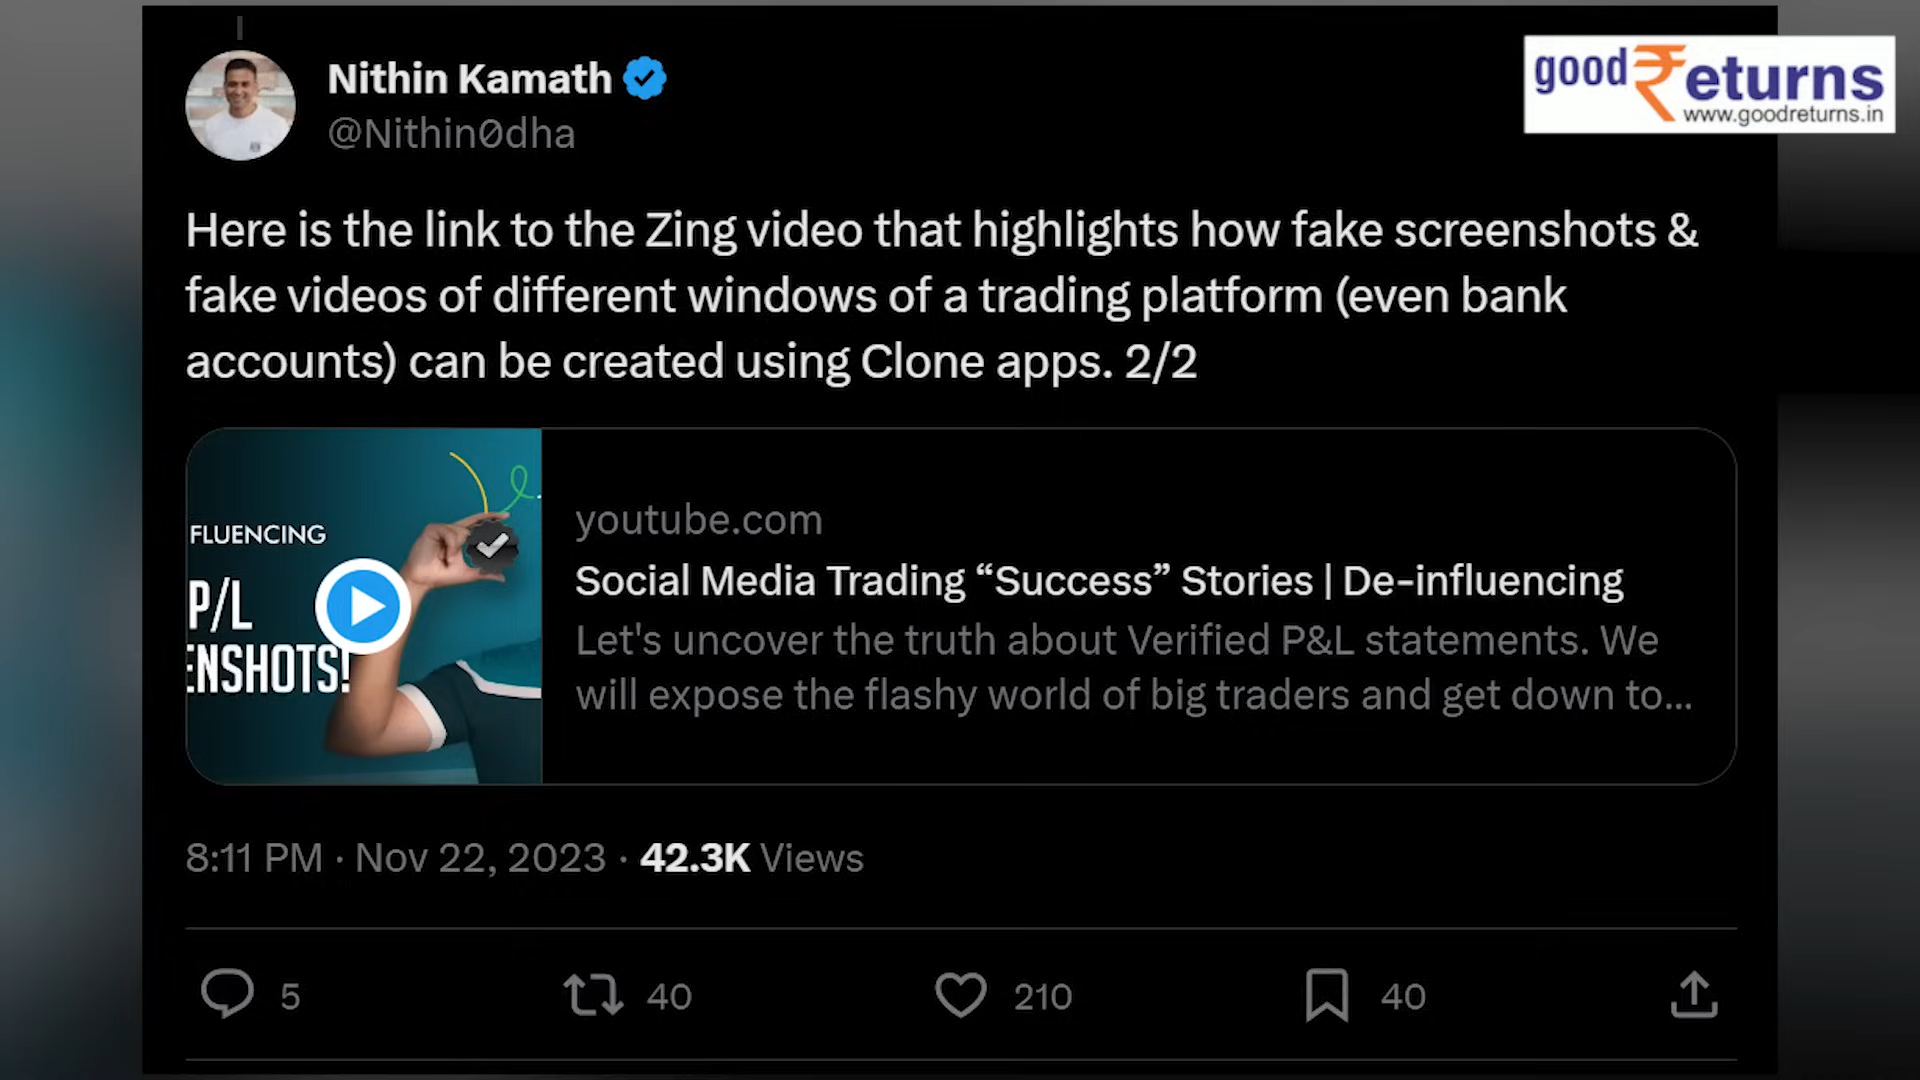 Nithin Kamath
@Nithin0dha
good ₹eturns
www.goodreturns.in
Here is the link to the Zing video that highlights how fake screenshots &
fake videos of different windows of a trading platform (even bank
accounts) can be created using Clone apps. 2/2
FLUENCING
P/L
ENSHOTS!
youtube.com
Social Media Trading “Success” Stories | De-influencing
Let's uncover the truth about Verified P&L statements. We
will expose the flashy world of big traders and get down to...
8:11 PM · Nov 22, 2023 · 42.3K Views
5 40 210 40